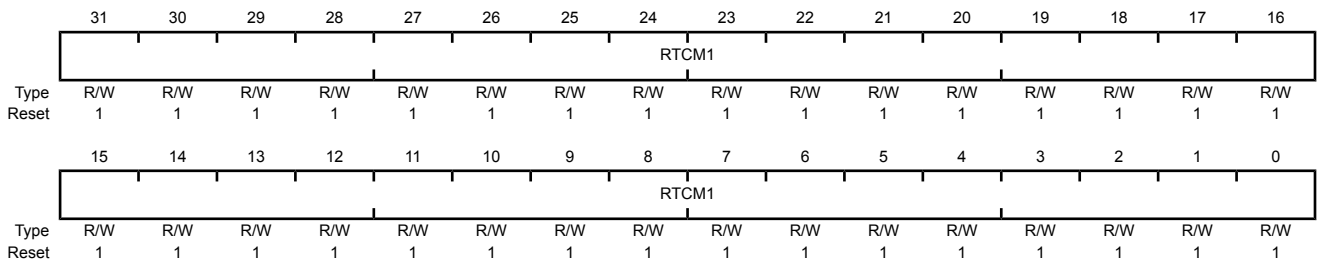 31 30 29 28 27 26 25 24 23 22 21 20 19 18 17 16
RTCM1
Type R/W R/W R/W R/W R/W R/W R/W R/W R/W R/W R/W R/W R/W R/W R/W R/W
Reset 1 1 1 1 1 1 1 1 1 1 1 1 1 1 1 1
15 14 13 12 11 10 9 8 7 6 5 4 3 2 1 0
RTCM1
Type R/W R/W R/W R/W R/W R/W R/W R/W R/W R/W R/W R/W R/W R/W R/W R/W
Reset 1 1 1 1 1 1 1 1 1 1 1 1 1 1 1 1